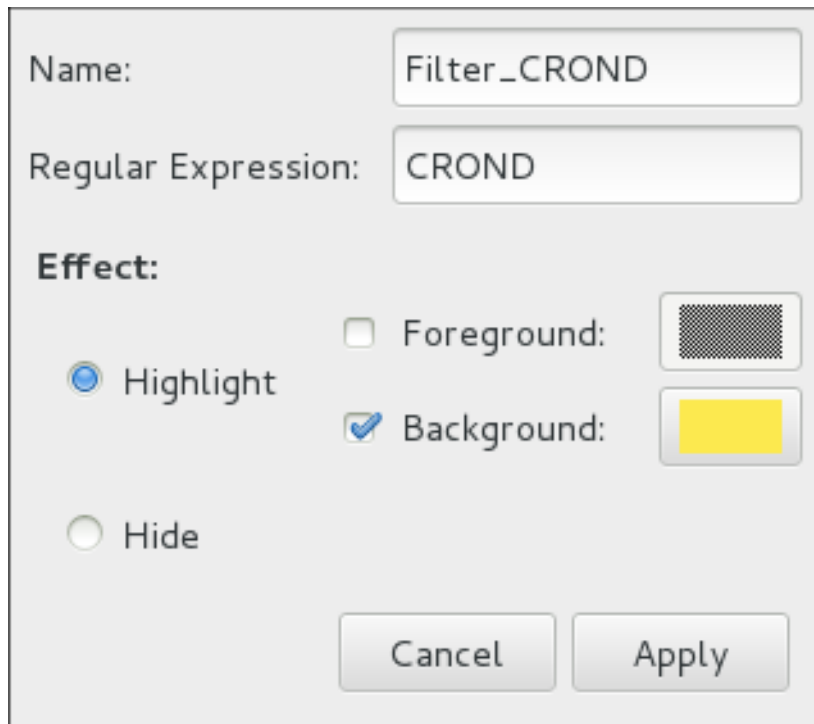 Name: Filter_CROND
Regular Expression: CROND
Effect:
Foreground:
Highlight
Background:
Hide
Cancel Apply